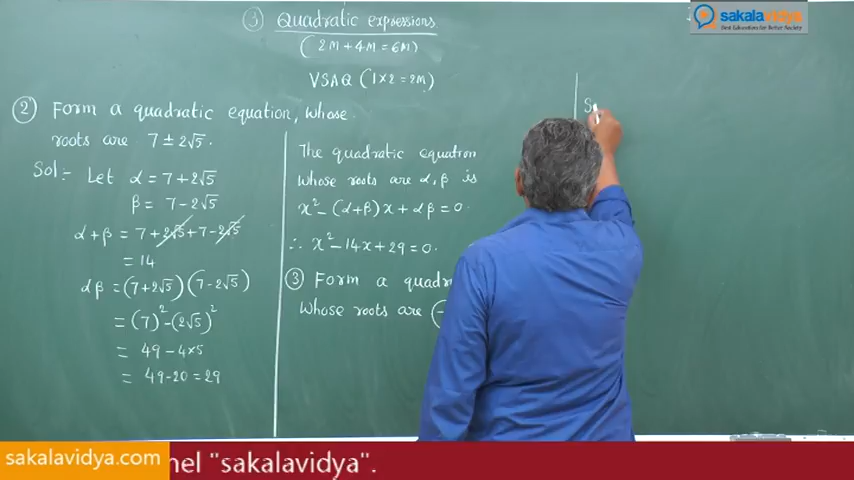 ③ Quadratic expressions
(2M+4M=6M)
VSAQ (1×2=2M)
② Form a quadratic equation, whose
roots are 7±2√5.
Sol:- Let α = 7+2√5
β = 7-2√5
α+β = 7+2√5+7-2√5
= 14
αβ = (7+2√5)(7-2√5)
= (7)²-(2√5)²
= 49-4×5
= 49-20=29
The quadratic equation
whose roots are α,β is
x²-(α+β)x+αβ=0.
∴ x²-14x+29=0.
③ Form a quad
whose roots are (-
S
sakalavidya
Best Education for Better Society
sakalavidya.com
nel "sakalavidya".